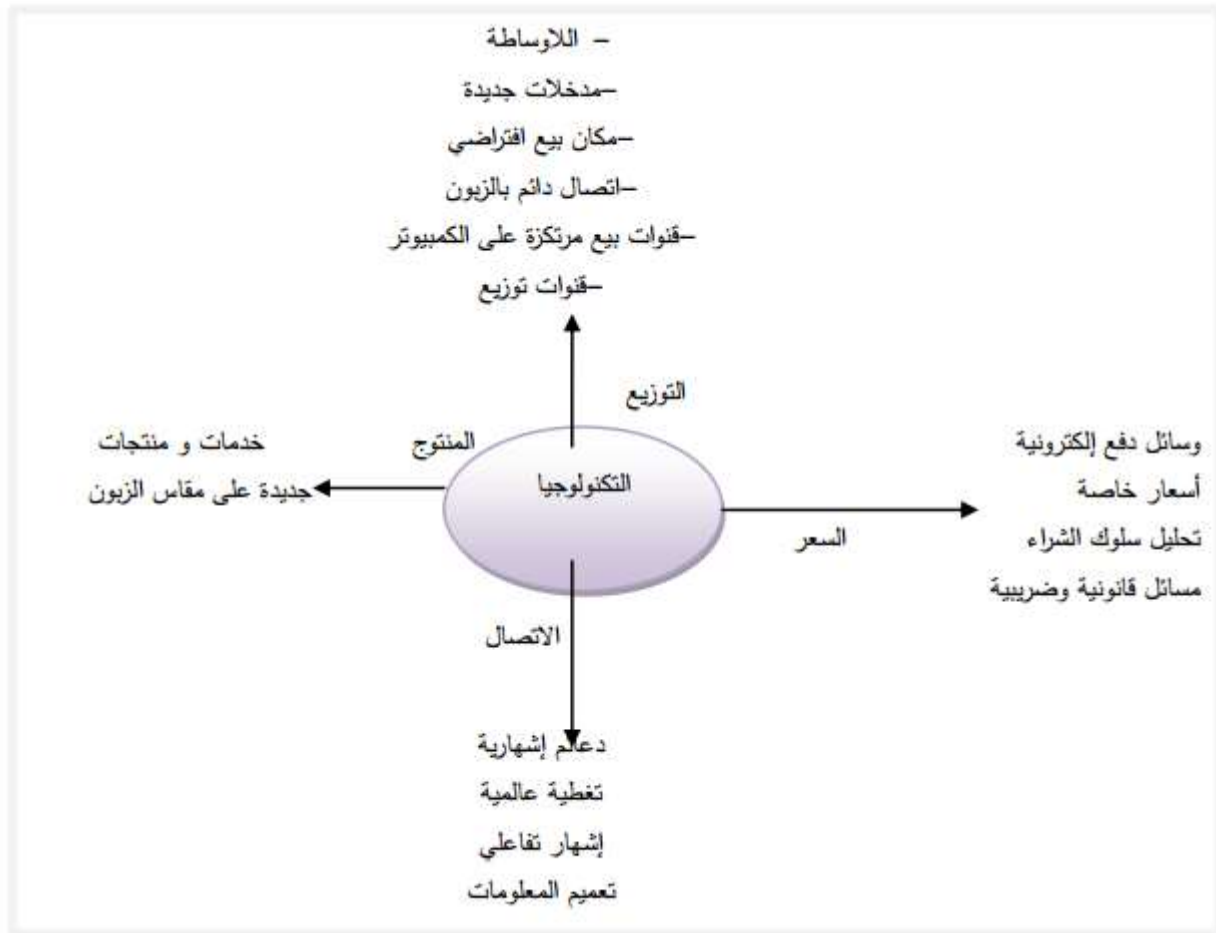 – اللاوساطة
–مدخلات جديدة
–مكان بيع افتراضي
–اتصال دائم بالزبون
–قنوات بيع مرتكزة على الكمبيوتر
–قنوات توزيع
التوزيع
وسائل دفع إلكترونية
أسعار خاصة
تحليل سلوك الشراء
مسائل قانونية وضريبية
السعر
التكنولوجيا
المنتوج
خدمات و منتجات
جديدة على مقاس الزبون
الاتصال
دعائم إشهارية
تغطية عالمية
إشهار تفاعلي
تعميم المعلومات